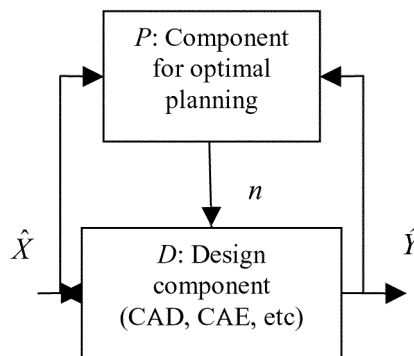 P: Component
for optimal
planning
n
X̂
Ŷ
D: Design
component
(CAD, CAE, etc)